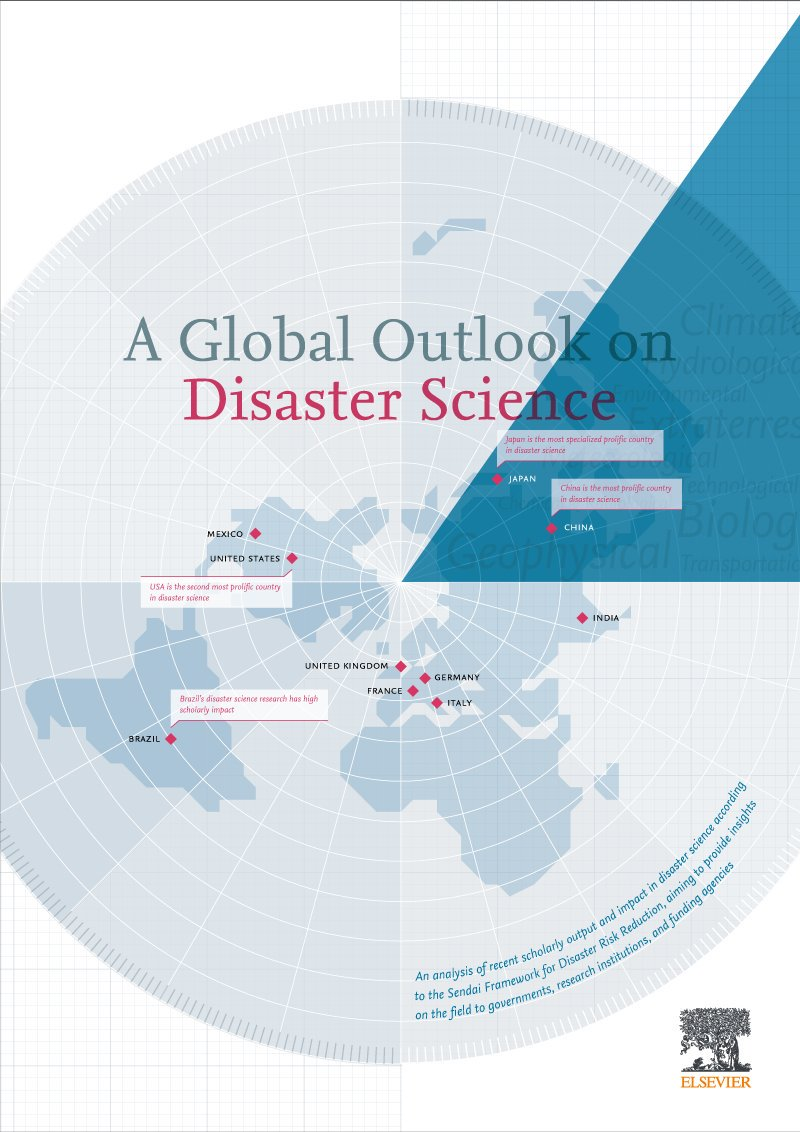 A Global Outlook on
Disaster Science
Climate
Hydrological
Environmental
Extraterres
Meteorological
Technological
Biolog
Geophysical
Transportatic
Japan is the most specialized prolific country
in disaster science
JAPAN
China is the most prolific country
in disaster science
CHINA
MEXICO
UNITED STATES
USA is the second most prolific country
in disaster science
INDIA
UNITED KINGDOM
GERMANY
FRANCE
ITALY
Brazil's disaster science research has high
scholarly impact
BRAZIL
An analysis of recent scholarly output and impact in disaster science according
to the Sendai Framework for Disaster Risk Reduction, aiming to provide insights
on the field to governments, research institutions, and funding agencies
ELSEVIER